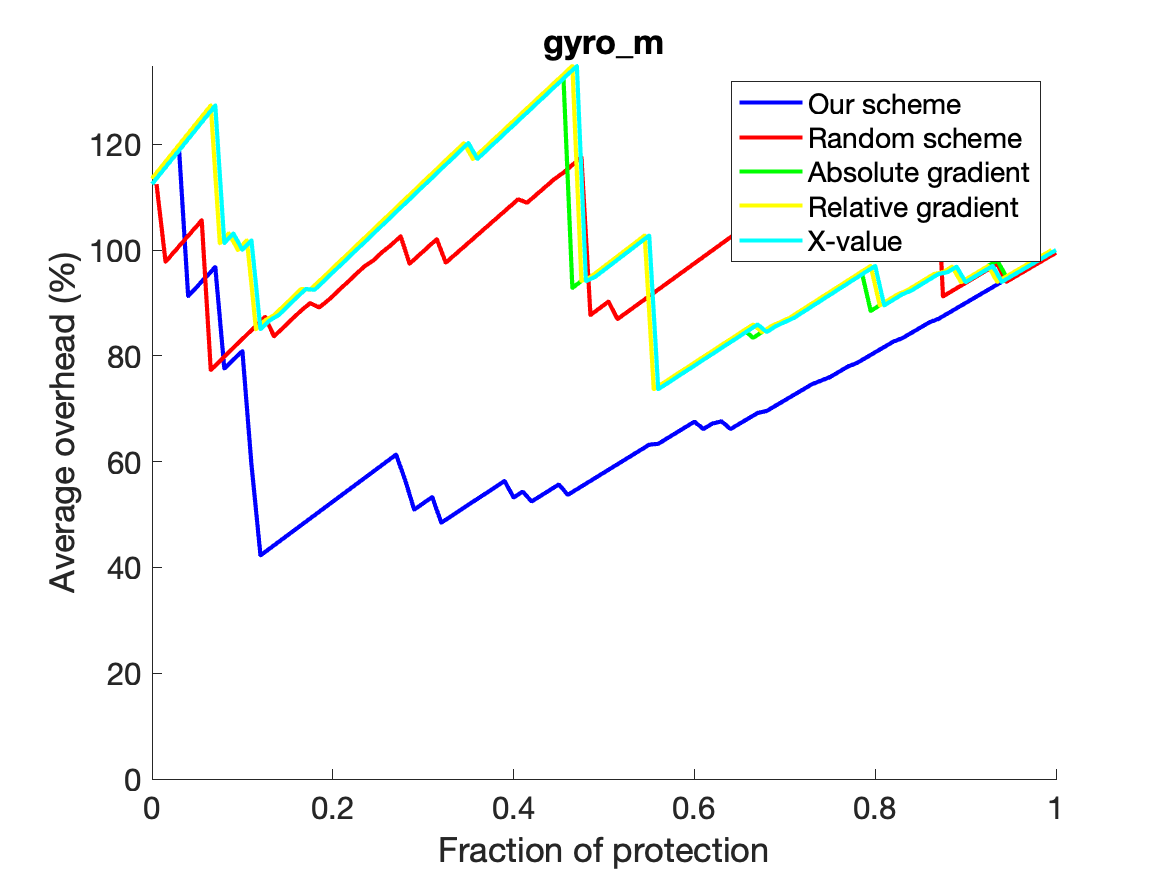 gyro_m
Our scheme
Random scheme
Absolute gradient
Relative gradient
X-value
Average overhead (%)
120
100
80
60
40
20
0
0 0.2 0.4 0.6 0.8 1
Fraction of protection